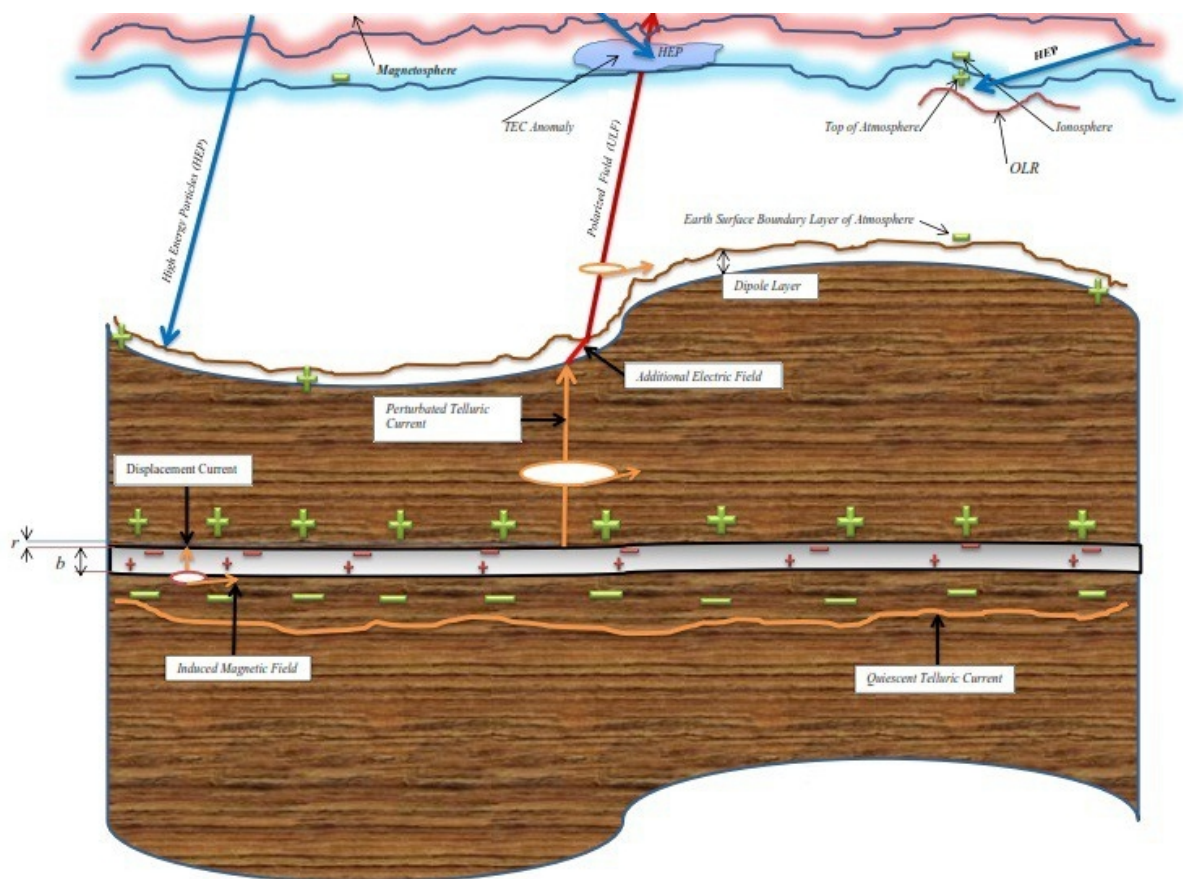 HEP
Magnetosphere
HEP
TEC Anomaly
Top of Atmosphere
Ionosphere
OLR
High Energy Particles (HEP)
Polarized Field (ULF)
Earth Surface Boundary Layer of Atmosphere
Dipole Layer
Additional Electric Field
Perturbated Telluric
Current
Displacement Current
r
b
Induced Magnetic Field
Quiescent Telluric Current